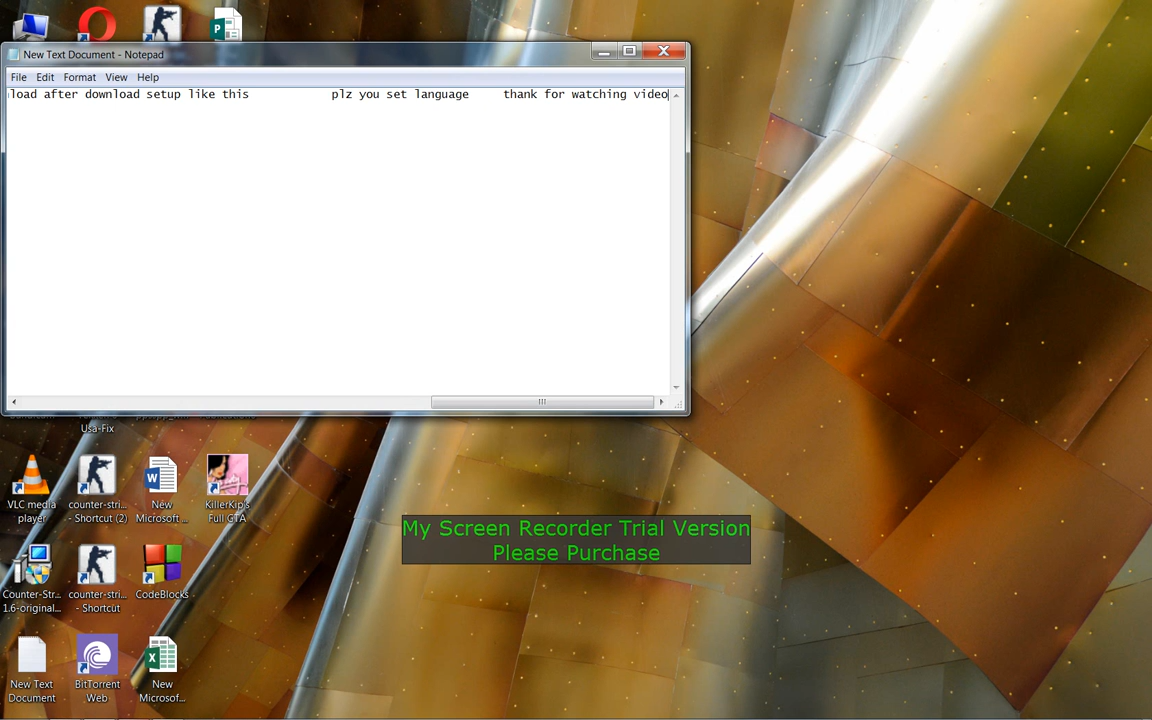 New Text Document - Notepad
File Edit Format View Help
load after download setup like this plz you set language thank for watching video
Usa-Fix
VLC media player
counter-stri... - Shortcut (2)
New Microsoft ...
KillerKip's Full GTA
My Screen Recorder Trial Version
Please Purchase
Counter-Str... 1.6-original...
counter-stri... - Shortcut
CodeBlocks
New Text Document
BitTorrent Web
New Microsof...